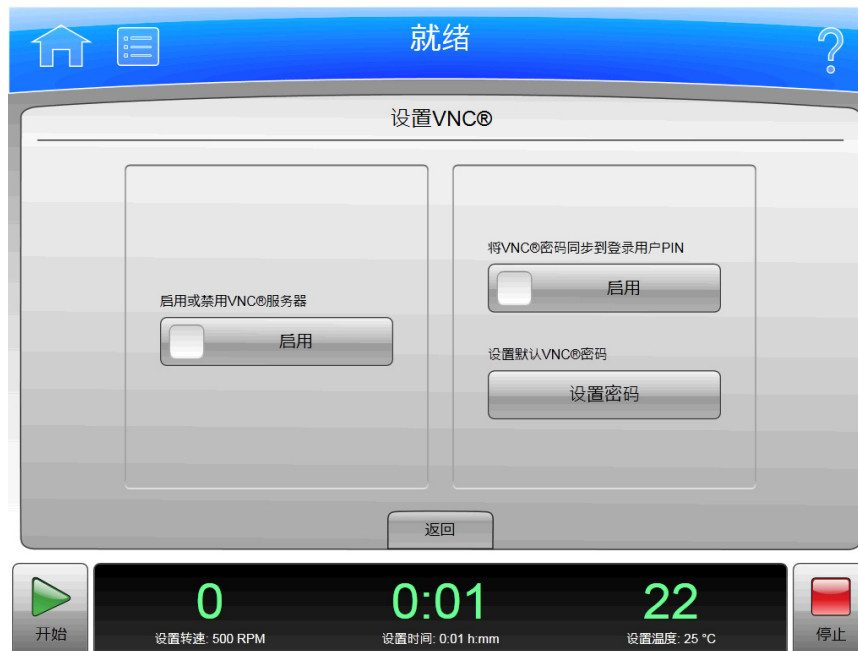 就绪
?
设置VNC®
启用或禁用VNC®服务器
启用
将VNC®密码同步到登录用户PIN
启用
设置默认VNC®密码
设置密码
返回
开始
0
设置转速: 500 RPM
0:01
设置时间: 0:01 h:mm
22
设置温度: 25 °C
停止